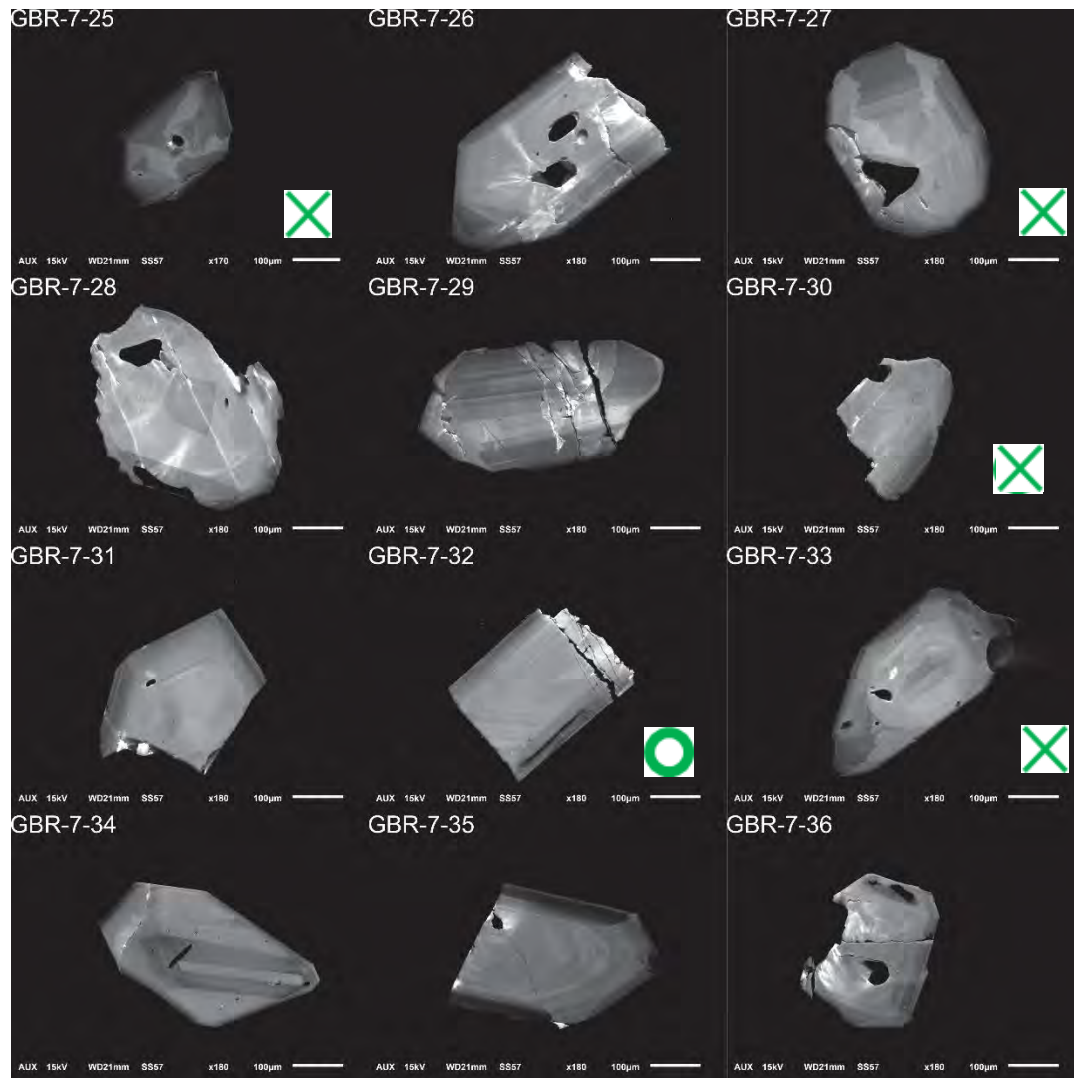 GBR-7-25
GBR-7-26
GBR-7-27
AUX 15kV WD21mm SS57 x170 100µm
AUX 15kV WD21mm SS57 x180 100µm
AUX 15kV WD21mm SS57 x180 100µm
GBR-7-28
GBR-7-29
GBR-7-30
AUX 15kV WD21mm SS57 x180 100µm
AUX 15kV WD21mm SS57 x180 100µm
AUX 15kV WD21mm SS57 x180 100µm
GBR-7-31
GBR-7-32
GBR-7-33
AUX 15kV WD21mm SS57 x180 100µm
AUX 15kV WD21mm SS57 x180 100µm
AUX 15kV WD21mm SS57 x180 100µm
GBR-7-34
GBR-7-35
GBR-7-36
AUX 15kV WD21mm SS57 x180 100µm
AUX 15kV WD21mm SS57 x180 100µm
AUX 15kV WD21mm SS57 x180 100µm